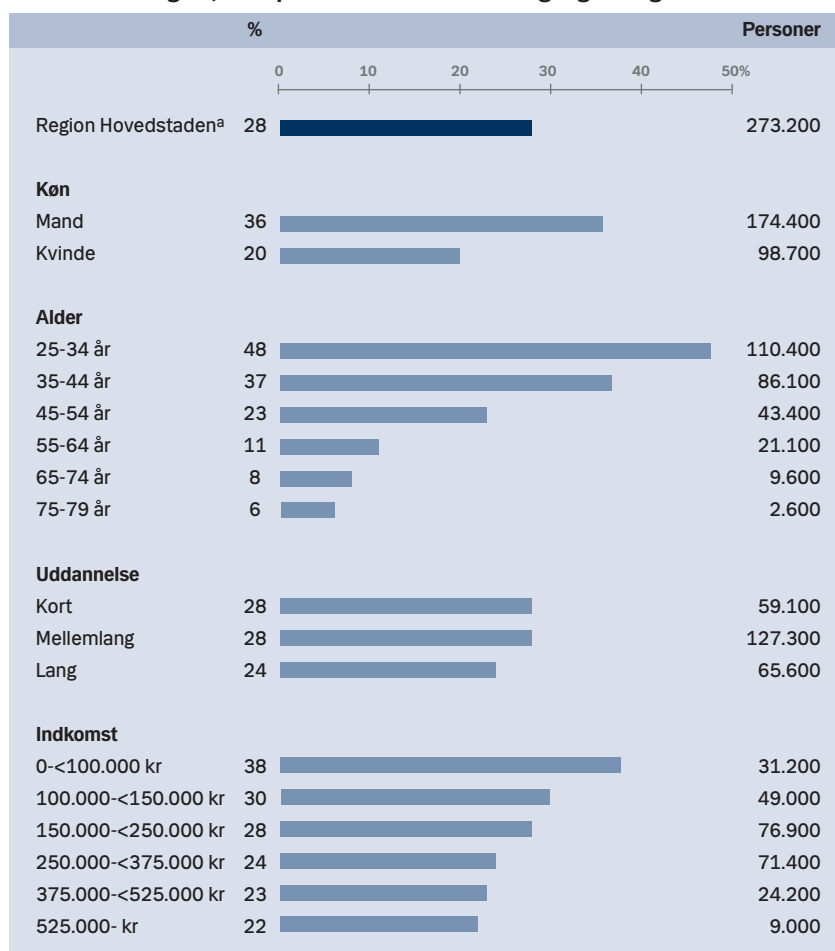 % Personer
0 10 20 30 40 50%
Region Hovedstadenª 28 273.200
Køn
Mand 36 174.400
Kvinde 20 98.700
Alder
25-34 år 48 110.400
35-44 år 37 86.100
45-54 år 23 43.400
55-64 år 11 21.100
65-74 år 8 9.600
75-79 år 6 2.600
Uddannelse
Kort 28 59.100
Mellemlang 28 127.300
Lang 24 65.600
Indkomst
0-<100.000 kr 38 31.200
100.000-<150.000 kr 30 49.000
150.000-<250.000 kr 28 76.900
250.000-<375.000 kr 24 71.400
375.000-<525.000 kr 23 24.200
525.000- kr 22 9.000